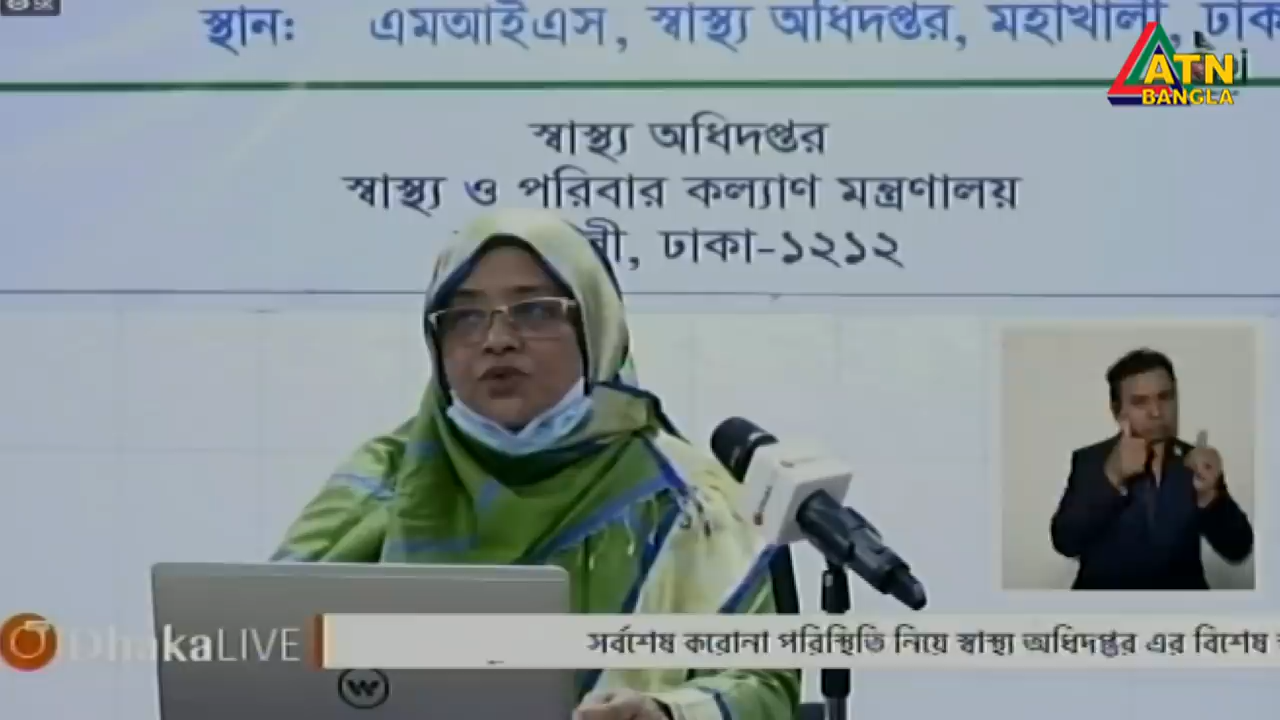 স্থান: এমআইএস, স্বাস্থ্য অধিদপ্তর, মহাখালী, ঢাক
ATN
BANGLA
স্বাস্থ্য অধিদপ্তর
স্বাস্থ্য ও পরিবার কল্যাণ মন্ত্রণালয়
ঢাকা-১২১২
DhakaLIVE
সর্বশেষ করোনা পরিস্থিতি নিয়ে স্বাস্থ্য অধিদপ্তর এর বিশেষ
W